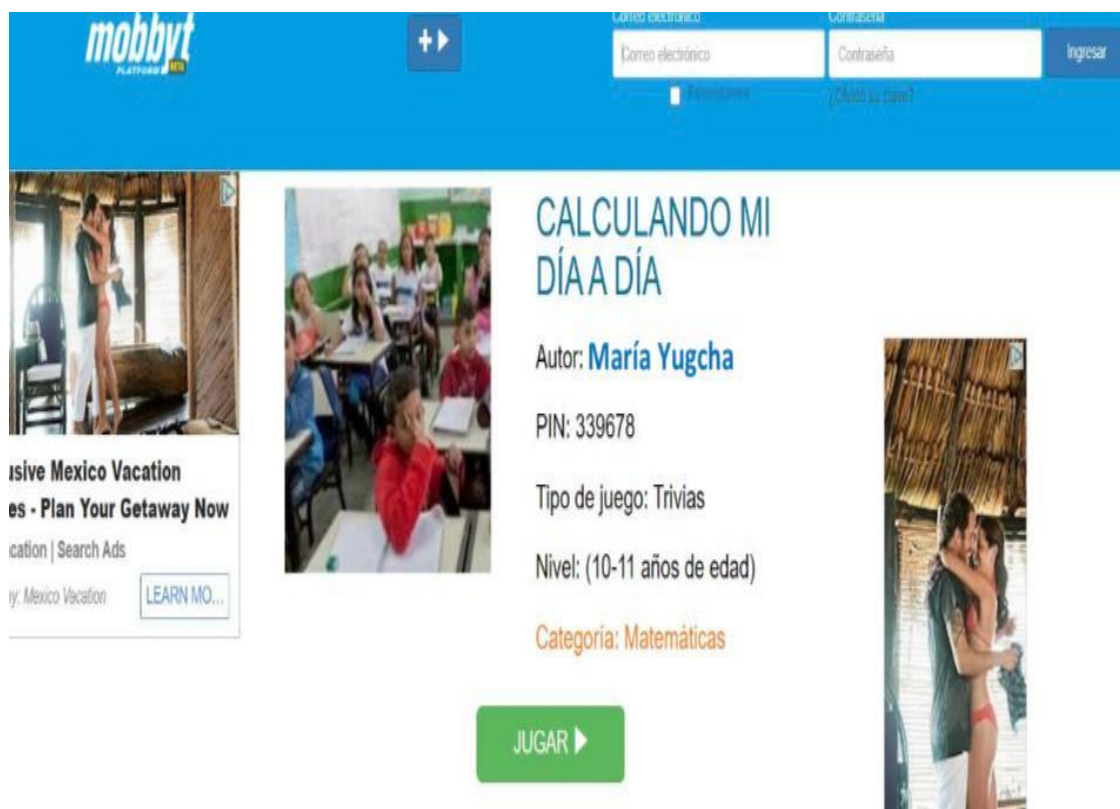 mobbyt
PLATFORM BETA
Correo electrónico
Contraseña
Correo electrónico
Contraseña
Ingresar
Recordarme
¿Olvidó su clave?
CALCULANDO MI
DÍA A DÍA
Autor: María Yugcha
PIN: 339678
Tipo de juego: Trivias
Nivel: (10-11 años de edad)
Categoría: Matemáticas
JUGAR
usive Mexico Vacation
es - Plan Your Getaway Now
cation | Search Ads
y: Mexico Vacation
LEARN MO...